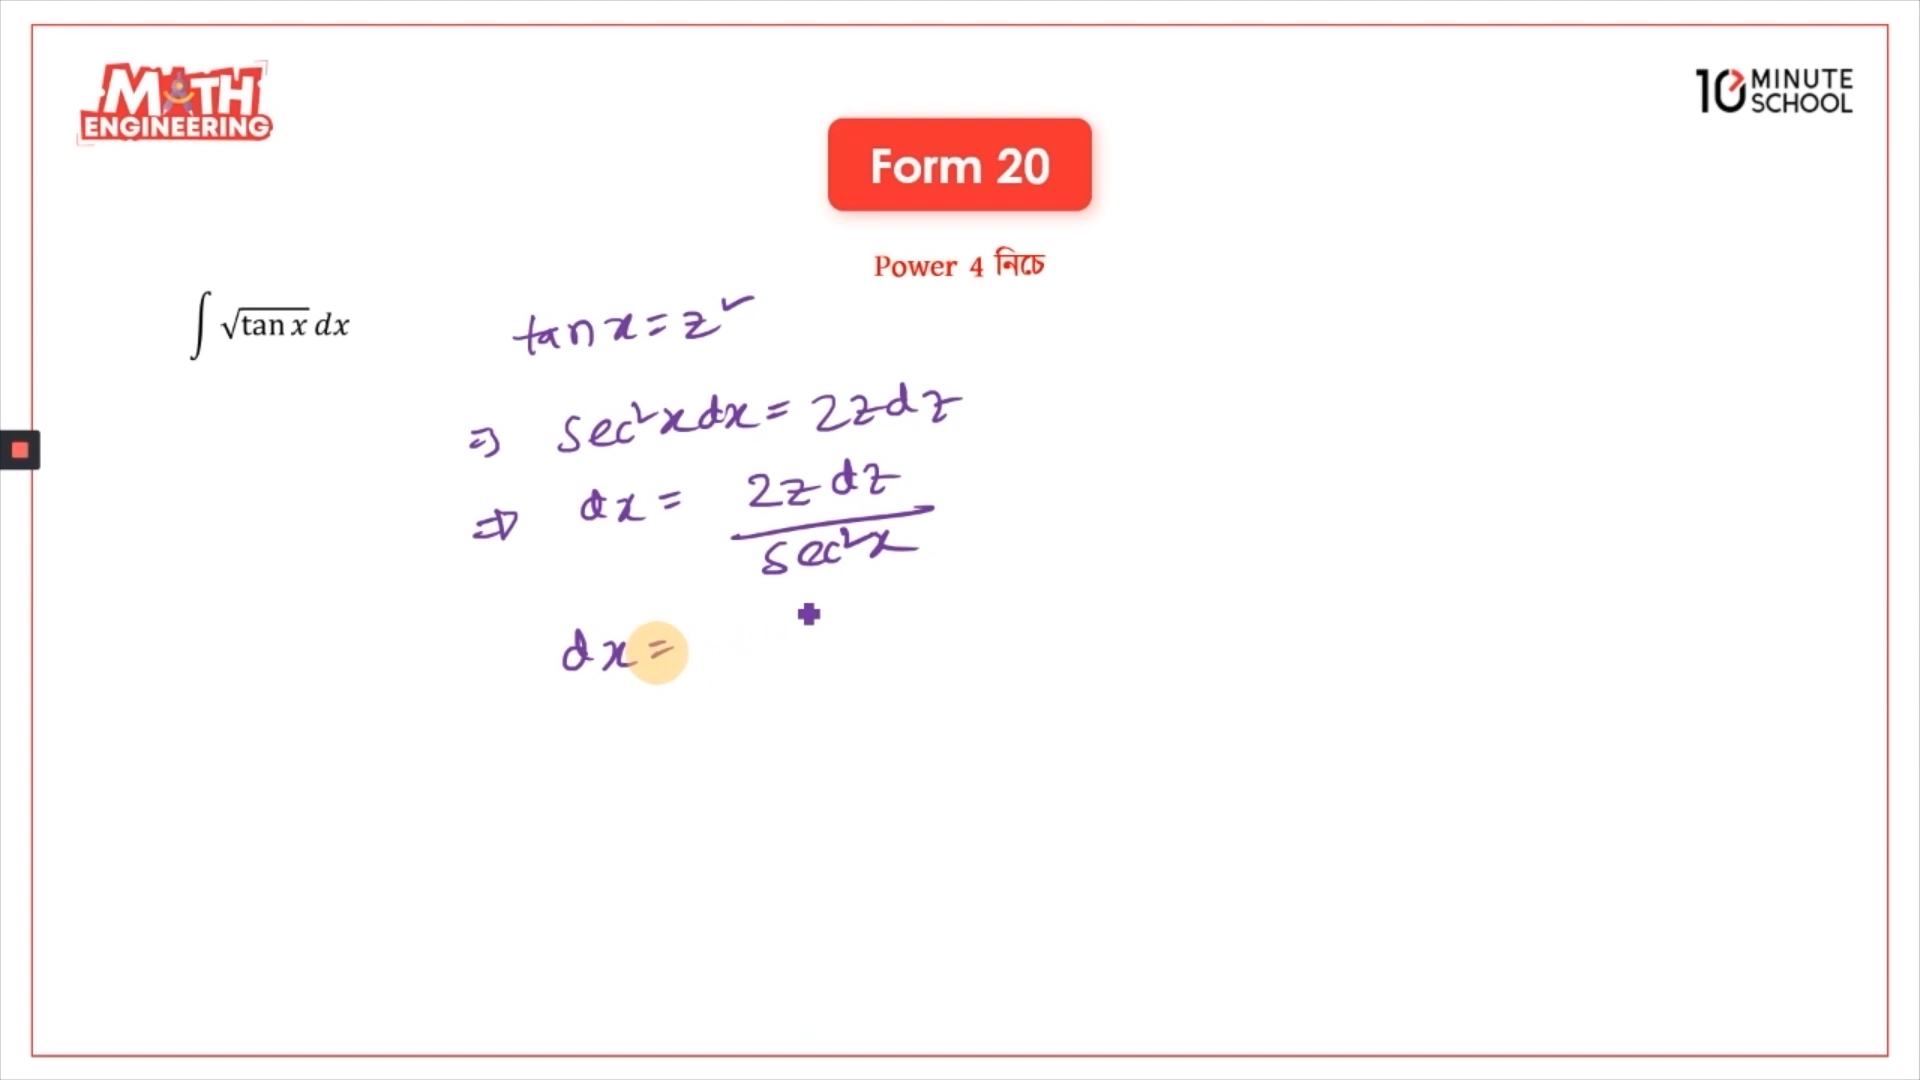 MATH
ENGINEERING
10 MINUTE
SCHOOL
Form 20
Power 4 নিচে
∫ √tan x dx
tan x = z²
⇒ sec²x dx = 2z dz
⇒ dx = 2z dz / sec²x
dx =